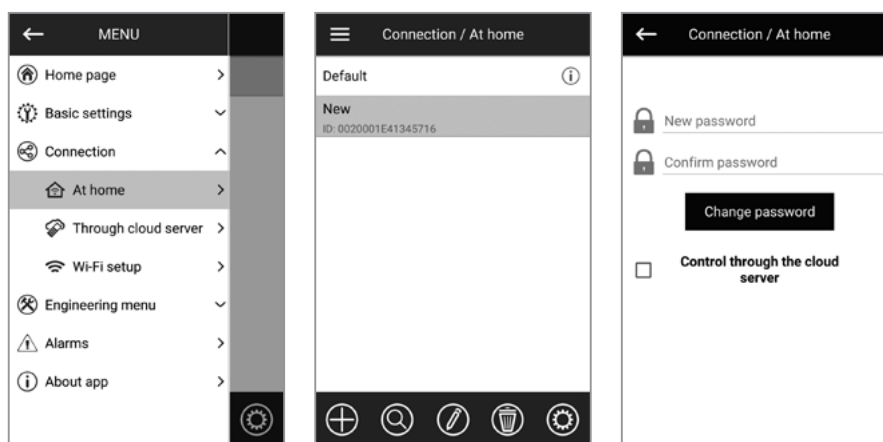 MENU
Home page
Basic settings
Connection
At home
Through cloud server
Wi-Fi setup
Engineering menu
Alarms
About app
Connection / At home
Default
New
ID: 0020001E41345716
Connection / At home
New password
Confirm password
Change password
Control through the cloud
server